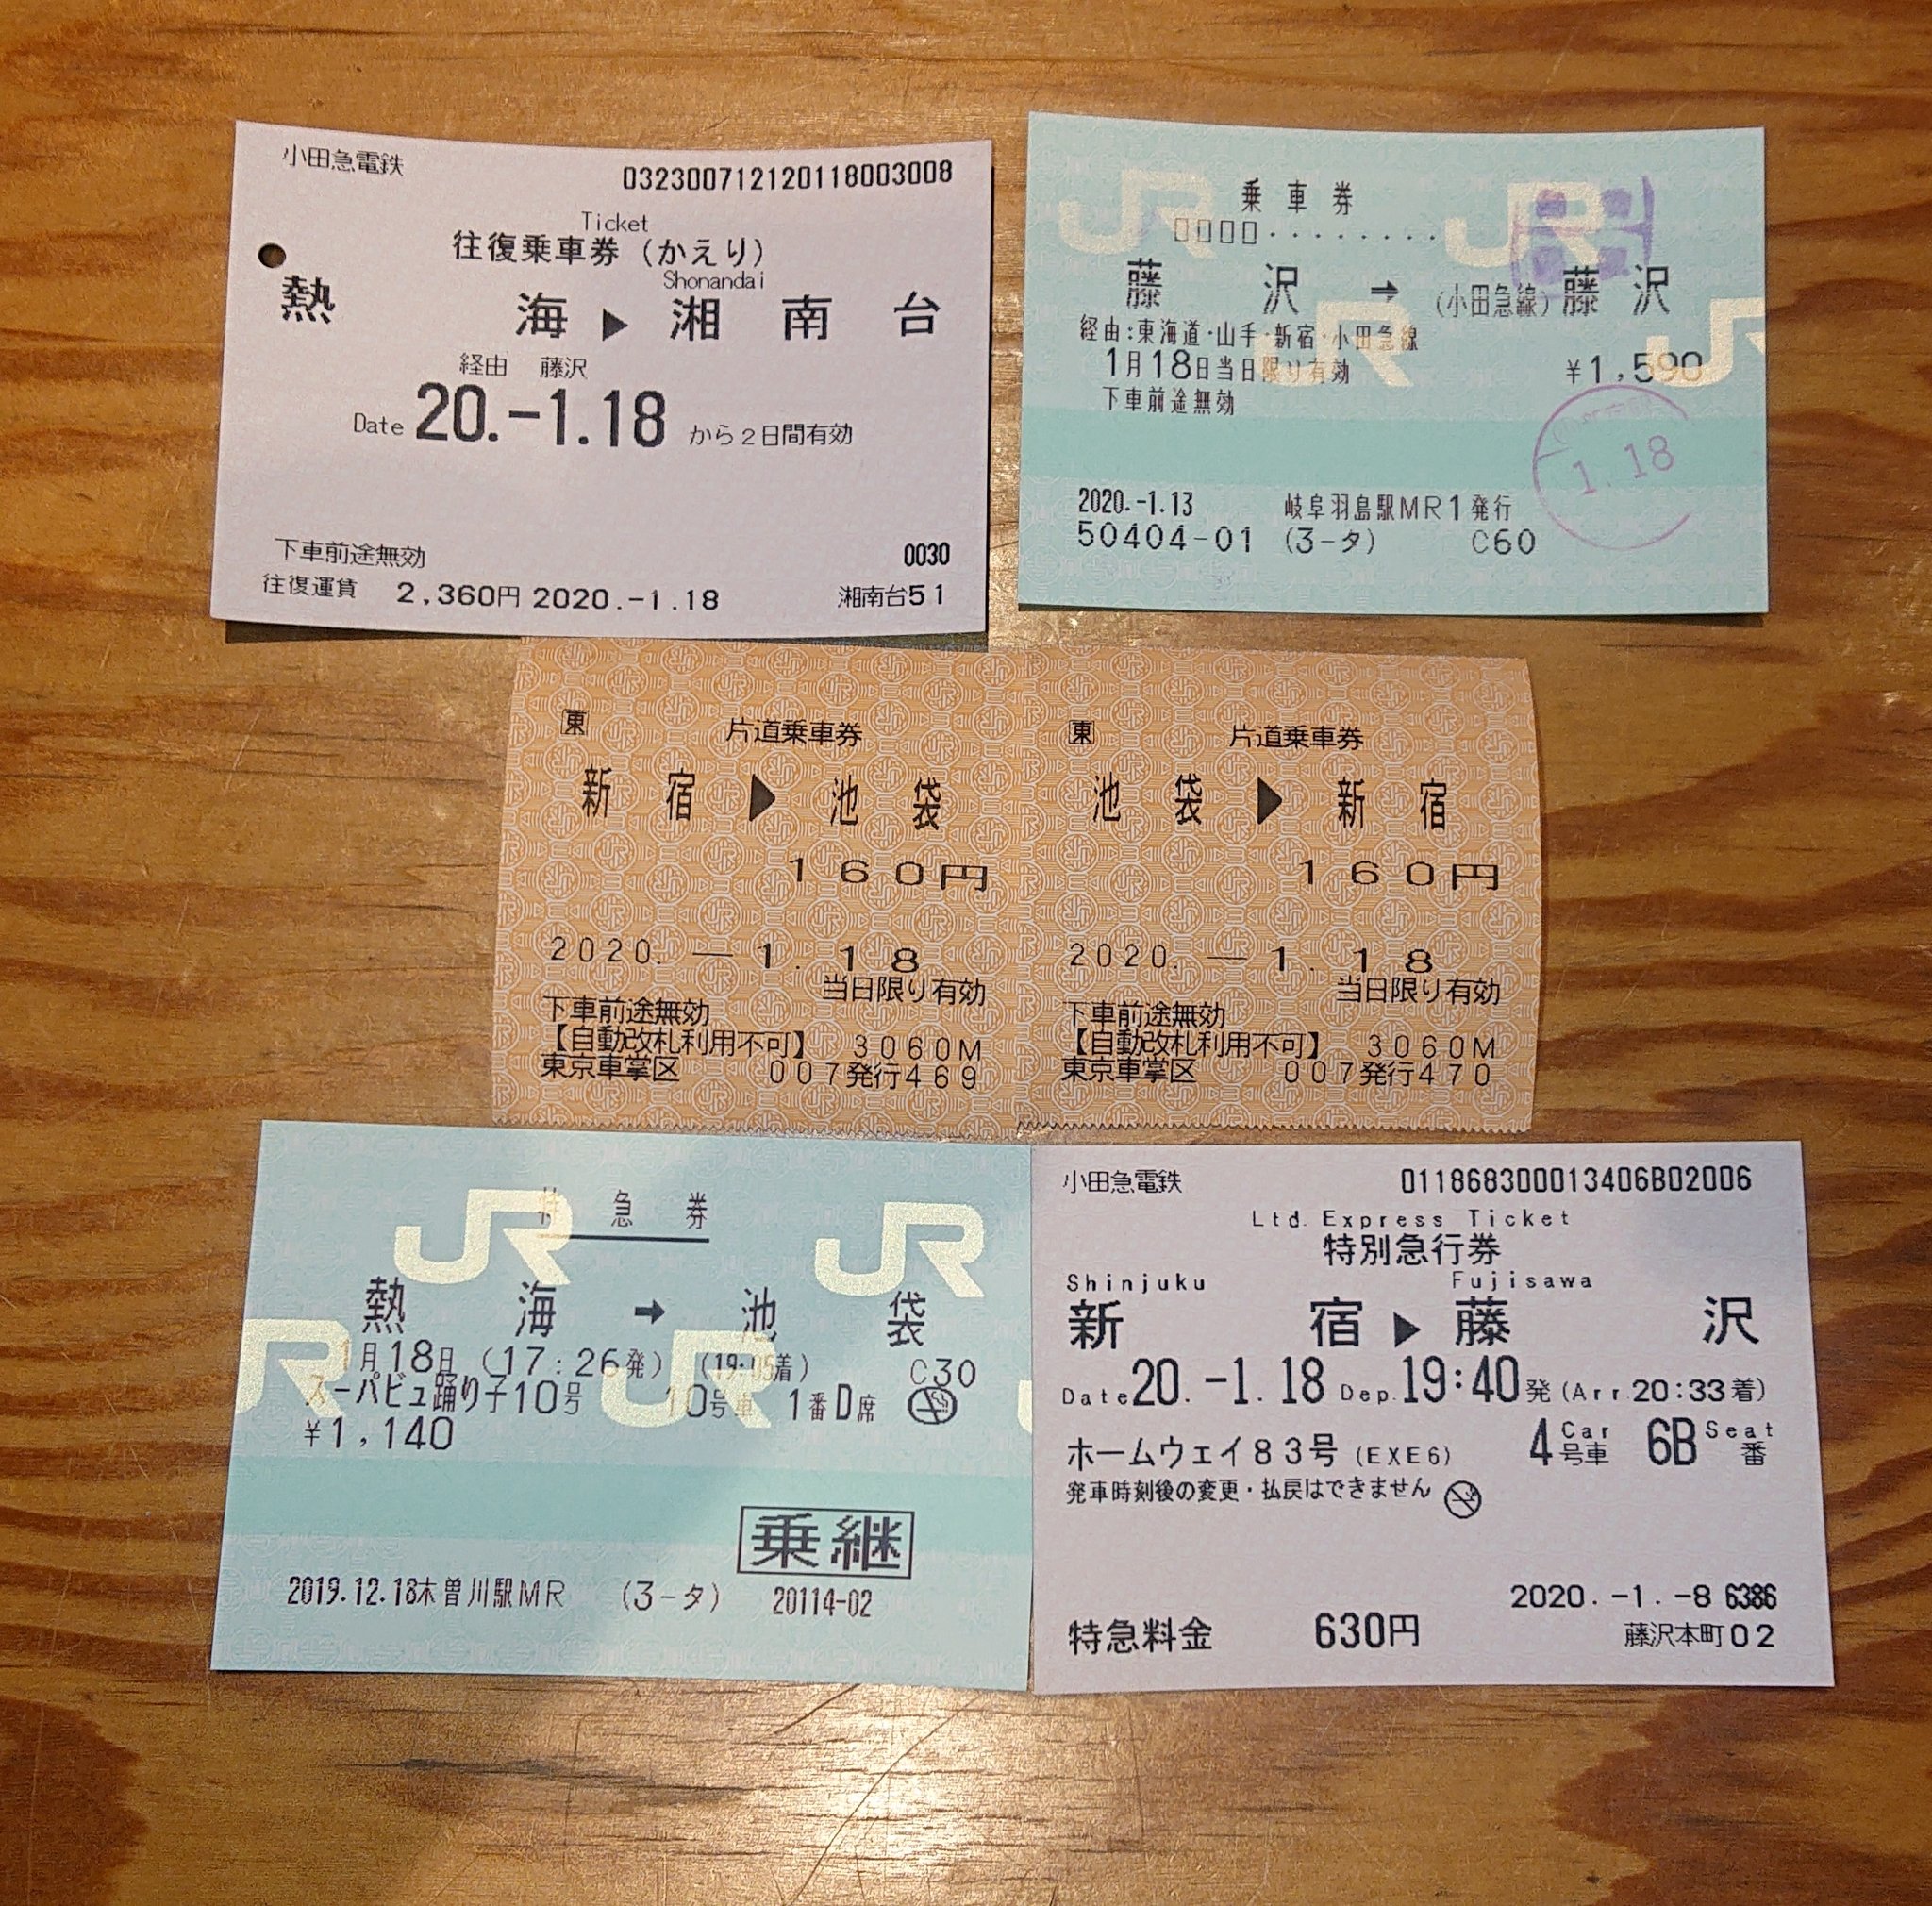 小田急電鉄
03230071212011800​3008
Ticket
往復乗車券(かえり)
Shonandai
熱海▶湘南台
経由 藤沢
Date 20.-1.18 から2日間有効
下車前途無効 0030
往復運賃 2,360円 2020.-1.18 湘南台51
乗車券
藤沢→(小田急線)藤沢
経由:東海道・山手・新宿・小田急線
1月18日当日限り有効 ¥1,590
下車前途無効
1.18
2020.-1.13 岐阜羽島駅MR1発行
50404-01 (3-タ) C60
東 片道乗車券
新宿▶池袋
160円
2020.-1.18
当日限り有効
下車前途無効
【自動改札利用不可】 3060M
東京車掌区 007発行469
東 片道乗車券
池袋▶新宿
160円
2020.-1.18
当日限り有効
下車前途無効
【自動改札利用不可】 3060M
東京車掌区 007発行470
特急券
熱海→池袋
1月18日 (17:26発) (19:05着) C30
スーパビュ踊り子10号 10号車 1番D席
¥1,140
乗継
2019.12.18木曽川駅MR (3-タ) 20114-02
小田急電鉄 011868300013406B02006
Ltd. Express Ticket
特別急行券
Shinjuku Fujisawa
新宿▶藤沢
Date 20.-1.18 Dep. 19:40発 (Arr. 20:33着)
ホームウェイ83号 (EXE6) 4 Car 号車 6B Seat 番
発車時刻後の変更・払戻はできません
2020.-1.-8 6386
特急料金 630円 藤沢本町02